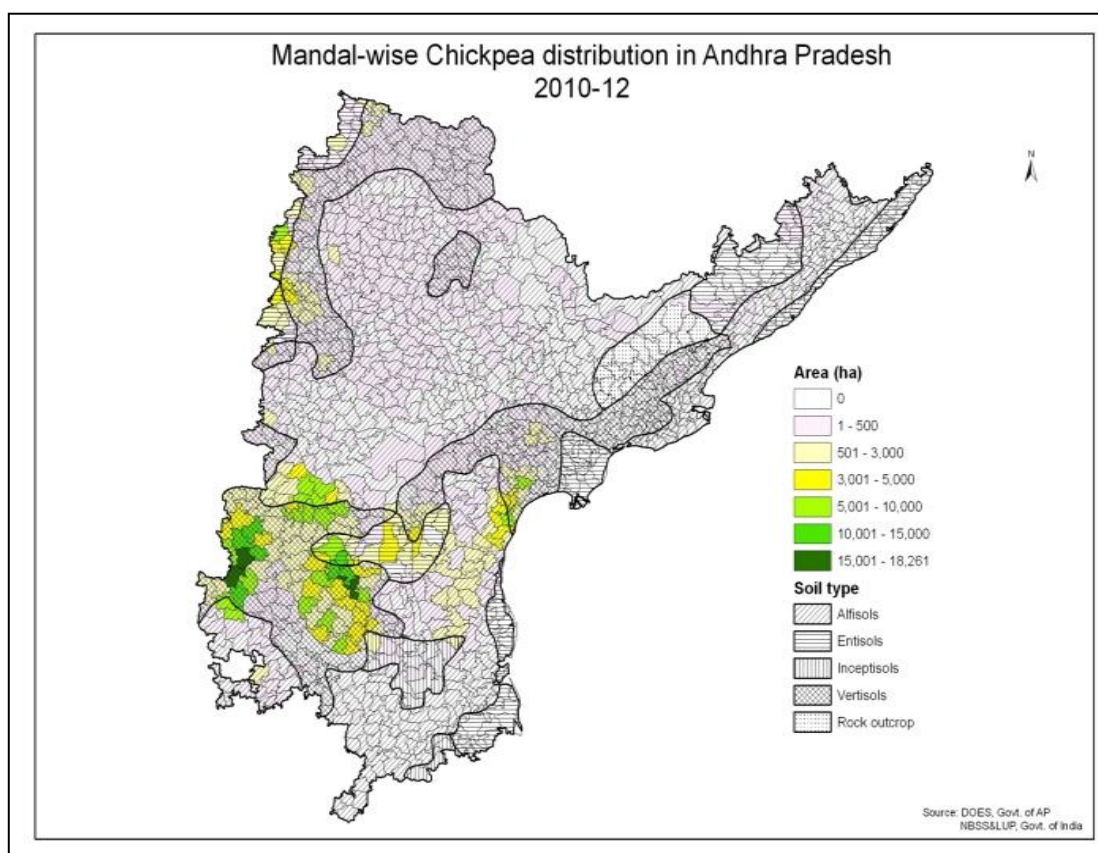 Mandal-wise Chickpea distribution in Andhra Pradesh
2010-12
N
Area (ha)
0
1 - 500
501 - 3,000
3,001 - 5,000
5,001 - 10,000
10,001 - 15,000
15,001 - 18,261
Soil type
Alfisols
Entisols
Inceptisols
Vertisols
Rock outcrop
Source: DOES, Govt. of AP
NBSS&LUP, Govt. of India